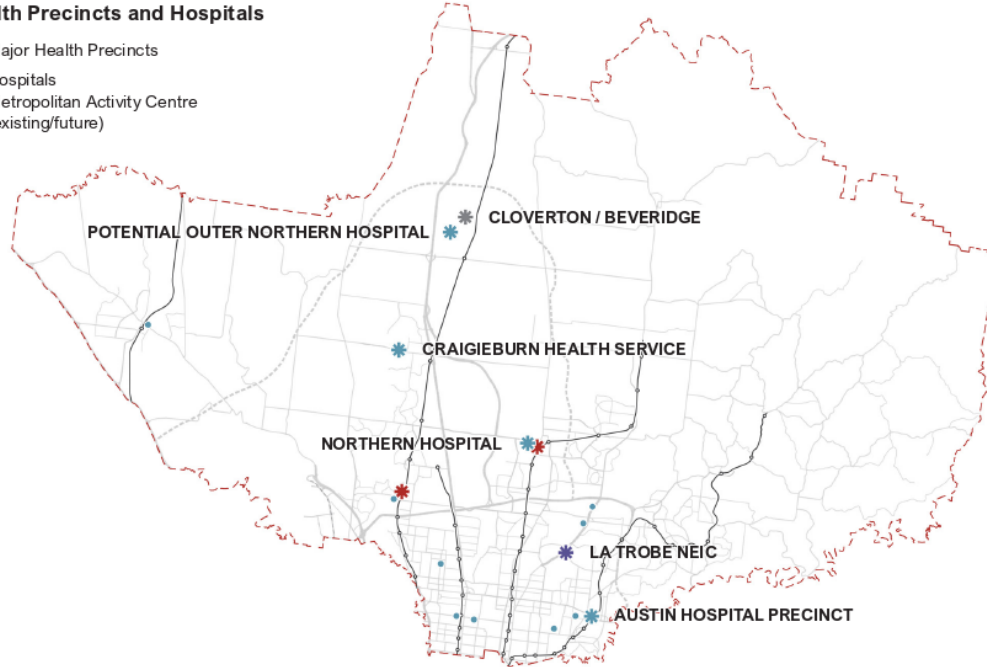 lth Precincts and Hospitals
ajor Health Precincts
ospitals
etropolitan Activity Centre
existing/future)
CLOVERTON / BEVERIDGE
POTENTIAL OUTER NORTHERN HOSPITAL
CRAIGIEBURN HEALTH SERVICE
NORTHERN HOSPITAL
LA TROBE NEIC
AUSTIN HOSPITAL PRECINCT